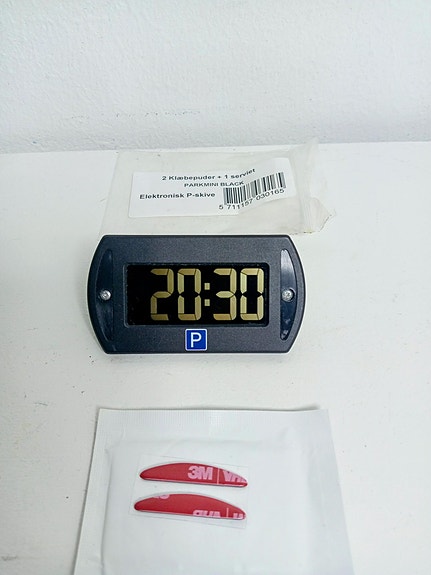 2 Klæbepuder + 1 serviet
PARKMINI BLACK
Elektronisk P-skive
5 711157 030165
20:30
P
3M